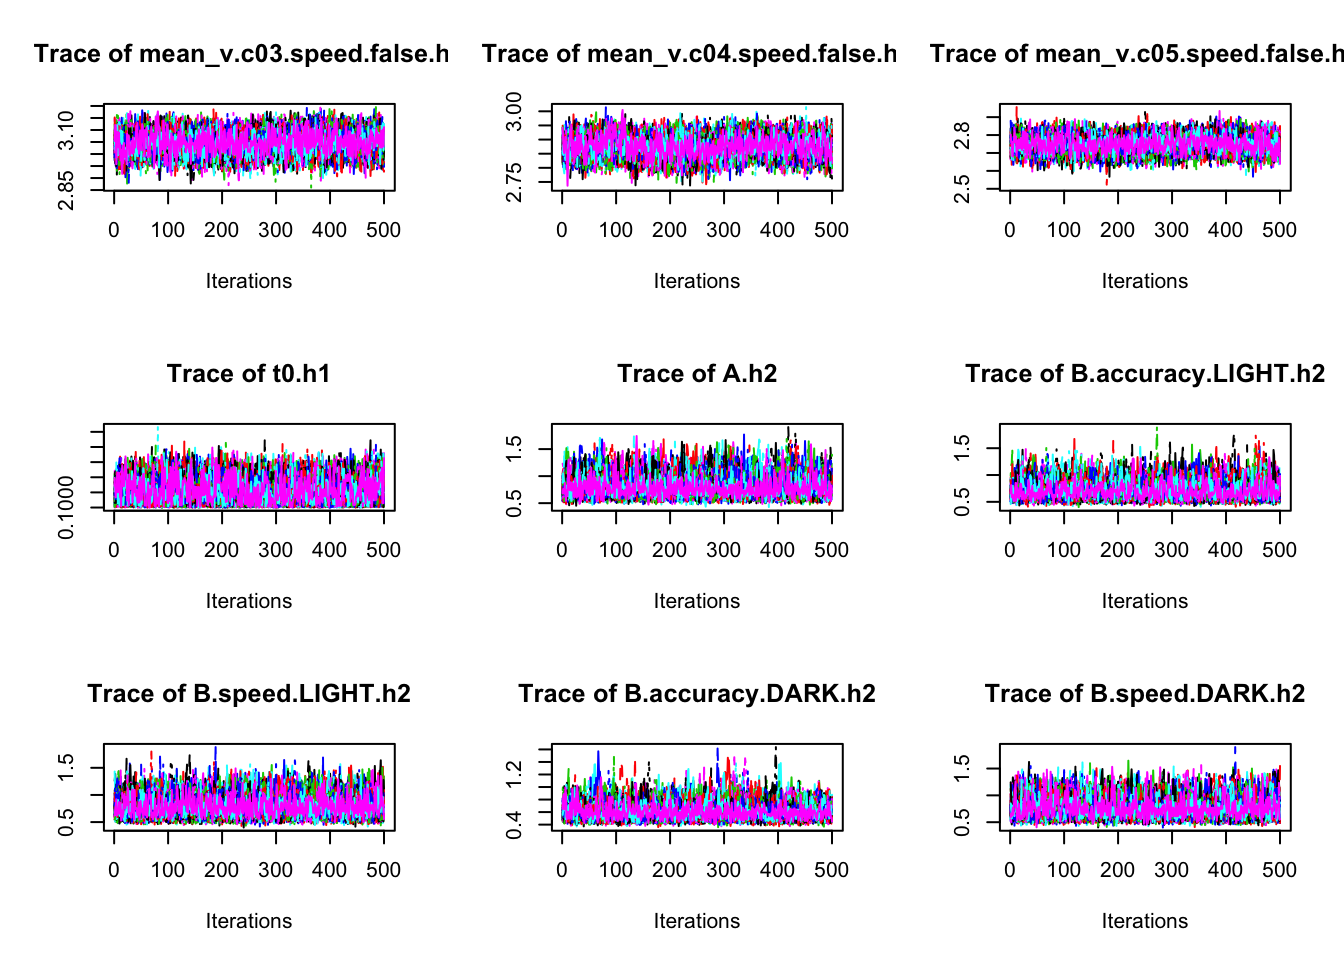 Trace of mean_v.c03.speed.false.h
Trace of mean_v.c04.speed.false.h
Trace of mean_v.c05.speed.false.h
2.85 3.10
0 100 200 300 400 500
Iterations
2.75 3.00
0 100 200 300 400 500
Iterations
2.5 2.8
0 100 200 300 400 500
Iterations
Trace of t0.h1
Trace of A.h2
Trace of B.accuracy.LIGHT.h2
0.1000
0 100 200 300 400 500
Iterations
0.5 1.5
0 100 200 300 400 500
Iterations
0.5 1.5
0 100 200 300 400 500
Iterations
Trace of B.speed.LIGHT.h2
Trace of B.accuracy.DARK.h2
Trace of B.speed.DARK.h2
0.5 1.5
0 100 200 300 400 500
Iterations
0.4 1.2
0 100 200 300 400 500
Iterations
0.5 1.5
0 100 200 300 400 500
Iterations